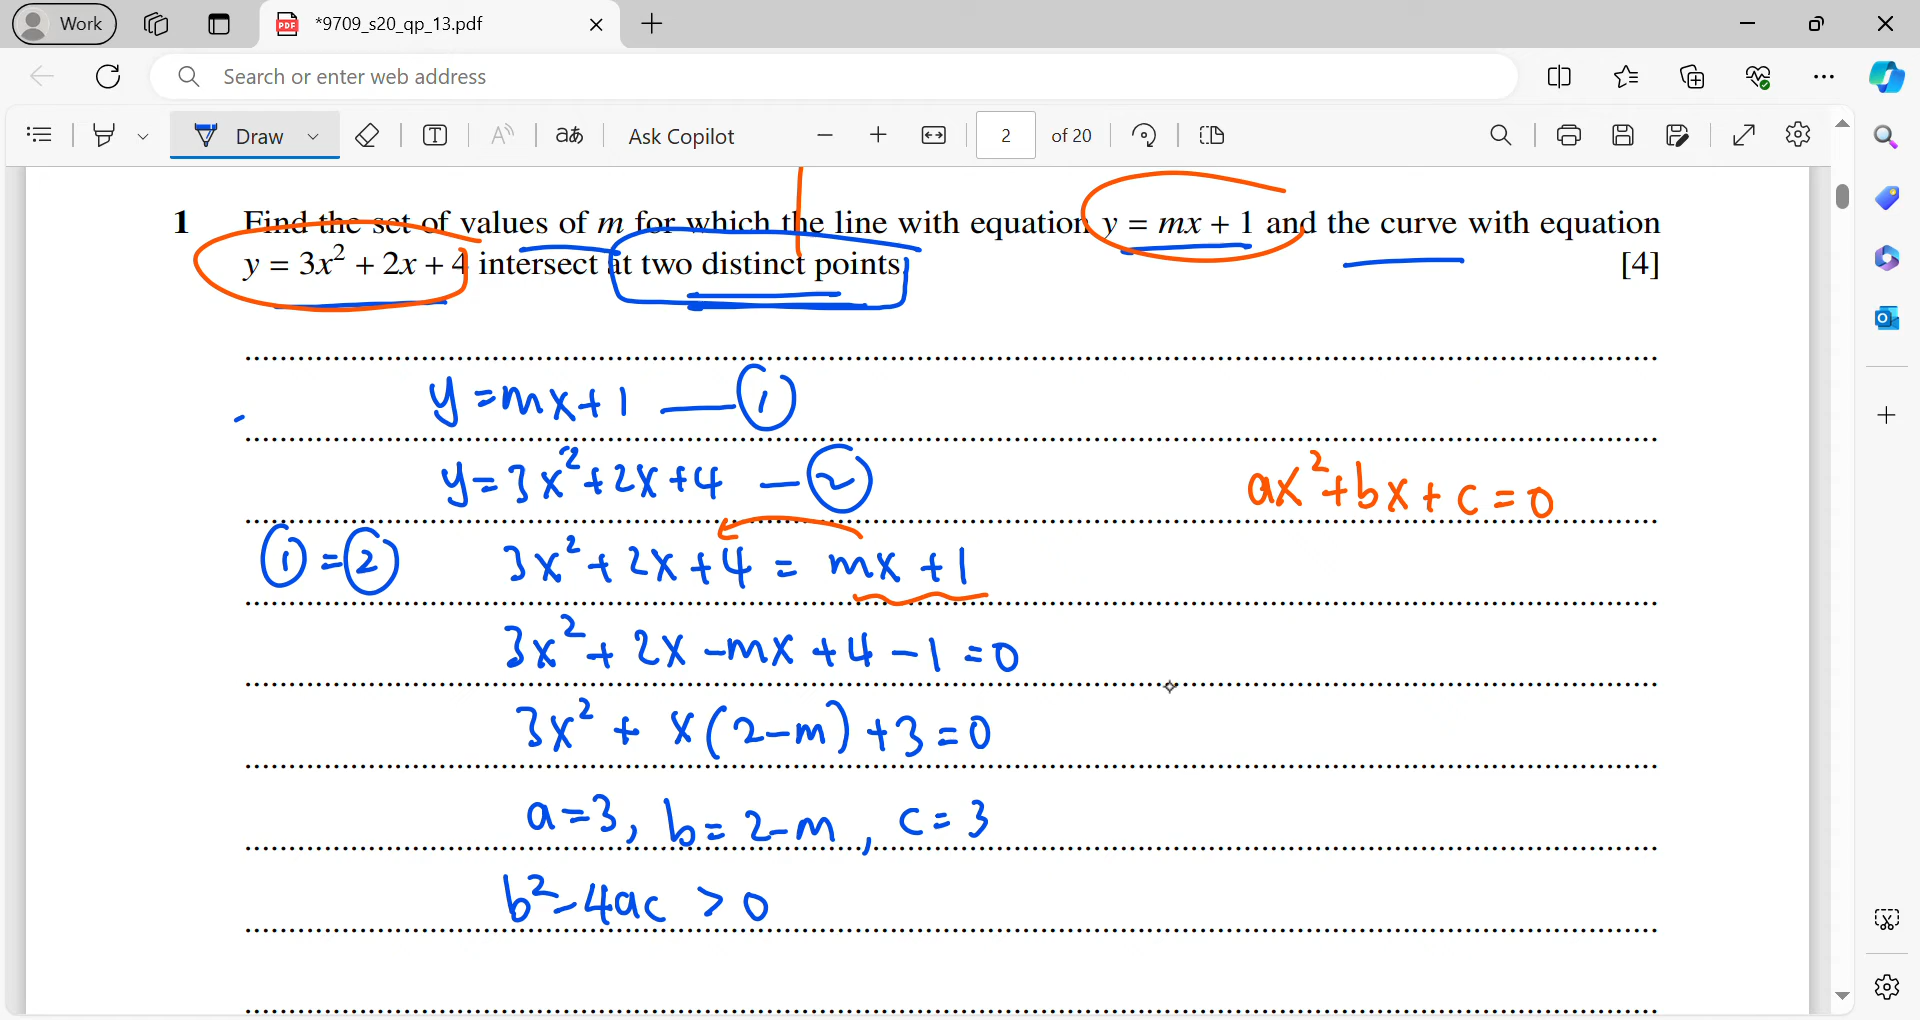 Work
*9709_s20_qp_13.pdf
Search or enter web address
Draw
aあ
Ask Copilot
2 of 20
1 Find the set of values of m for which the line with equation y = mx + 1 and the curve with equation
y = 3x² + 2x + 4 intersect at two distinct points. [4]
y = mx + 1 — ①
y = 3x² + 2x + 4 — ②
ax² + bx + c = 0
① = ② 3x² + 2x + 4 = mx + 1
3x² + 2x - mx + 4 - 1 = 0
3x² + x(2-m) + 3 = 0
a = 3, b = 2-m, c = 3
b² - 4ac > 0